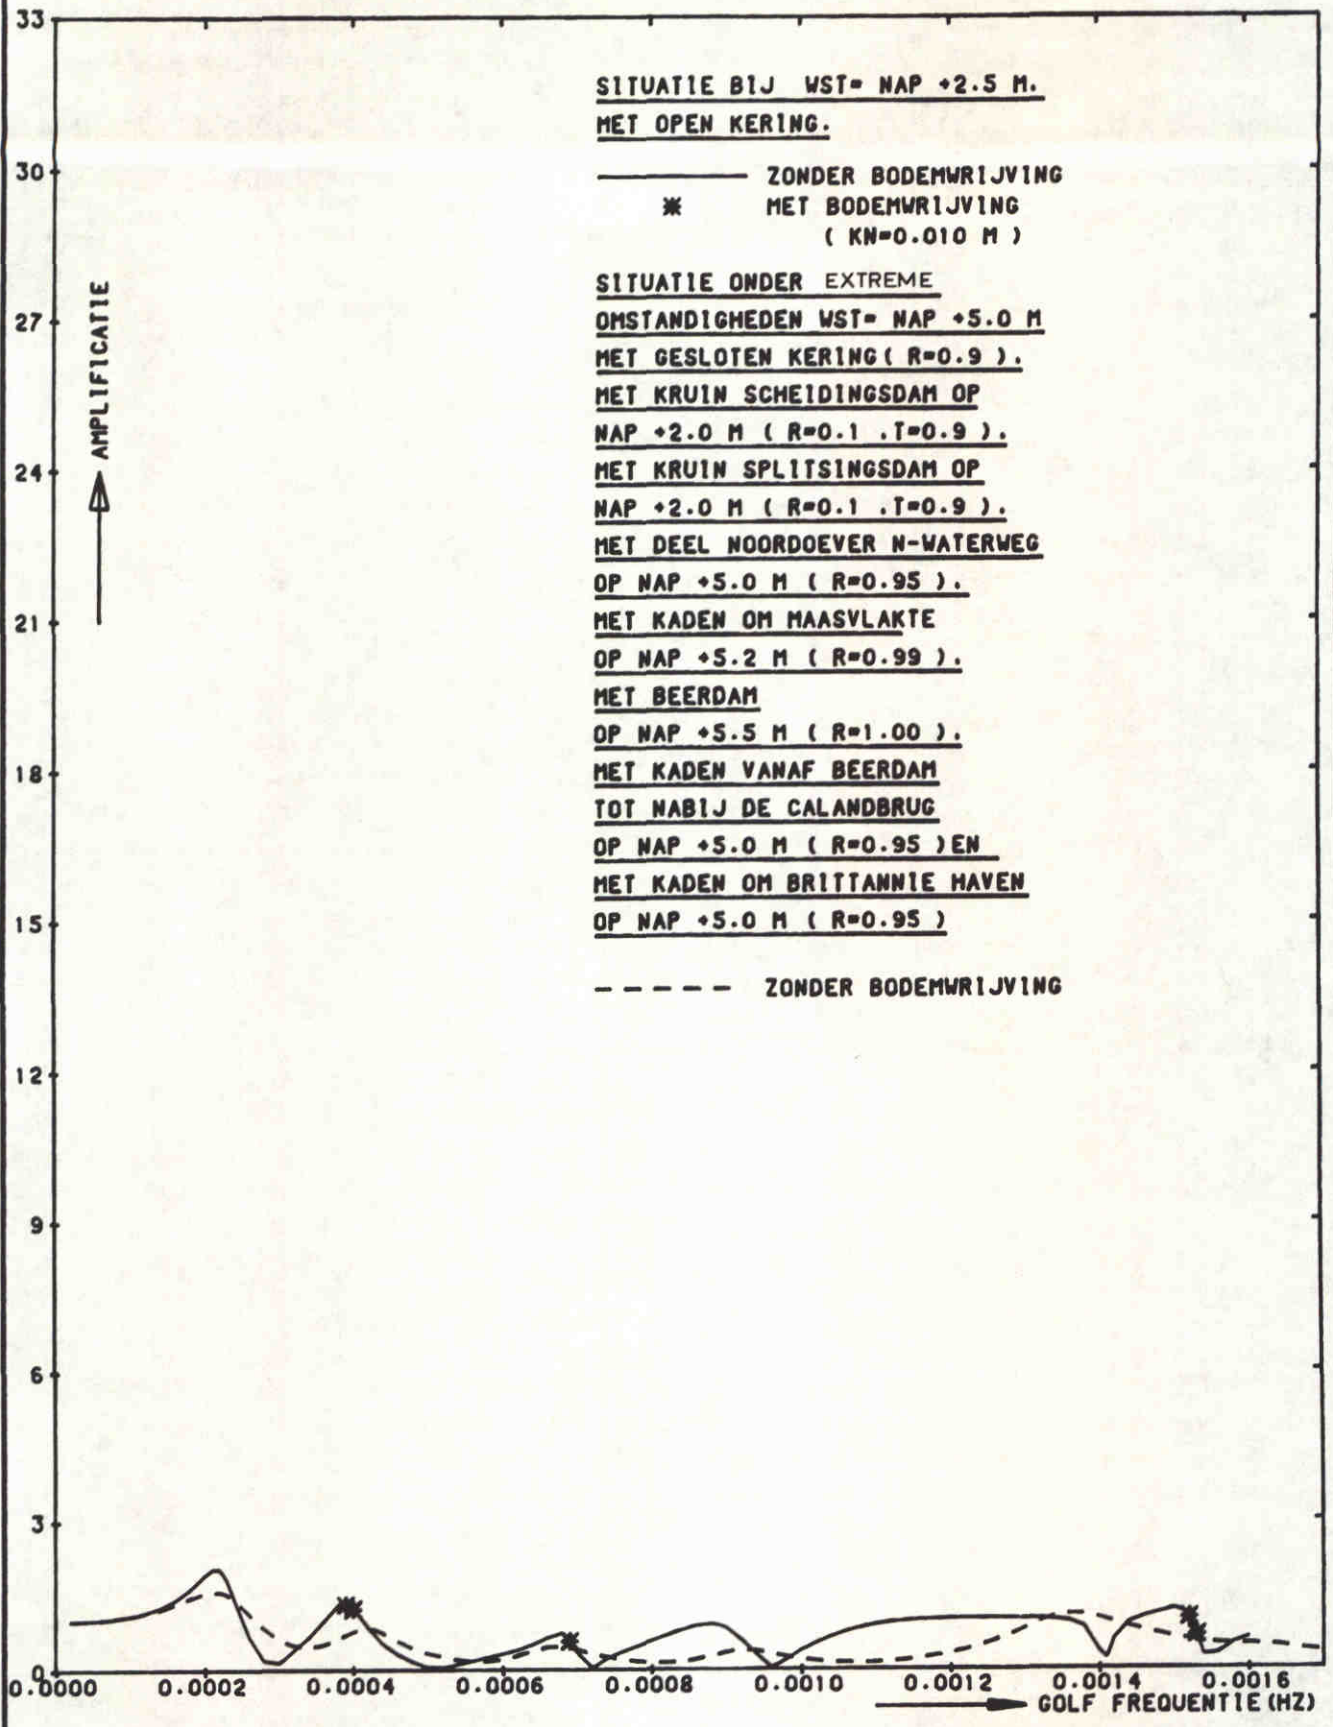 33
SITUATIE BIJ WST= NAP +2.5 M.
MET OPEN KERING.
30
ZONDER BODEMWRIJVING
* MET BODEMWRIJVING
( KN=0.010 M )
SITUATIE ONDER EXTREME
27
OMSTANDIGHEDEN WST= NAP +5.0 M
MET GESLOTEN KERING( R=0.9 ).
AMPLIFICATIE
MET KRUIN SCHEIDINGSDAM OP
NAP +2.0 M ( R=0.1 .T=0.9 ).
24
MET KRUIN SPLITSINGSDAM OP
NAP +2.0 M ( R=0.1 .T=0.9 ).
MET DEEL NOORDOEVER N-WATERWEG
OP NAP +5.0 M ( R=0.95 ).
21
MET KADEN OM MAASVLAKTE
OP NAP +5.2 M ( R=0.99 ).
MET BEERDAM
OP NAP +5.5 M ( R=1.00 ).
18
MET KADEN VANAF BEERDAM
TOT NABIJ DE CALANDBRUG
OP NAP +5.0 M ( R=0.95 )EN
MET KADEN OM BRITTANNIE HAVEN
15
OP NAP +5.0 M ( R=0.95 )
ZONDER BODEMWRIJVING
12
9
6
3
0
0.0000 0.0002 0.0004 0.0006 0.0008 0.0010 0.0012 0.0014 0.0016
GOLF FREQUENTIE(HZ)